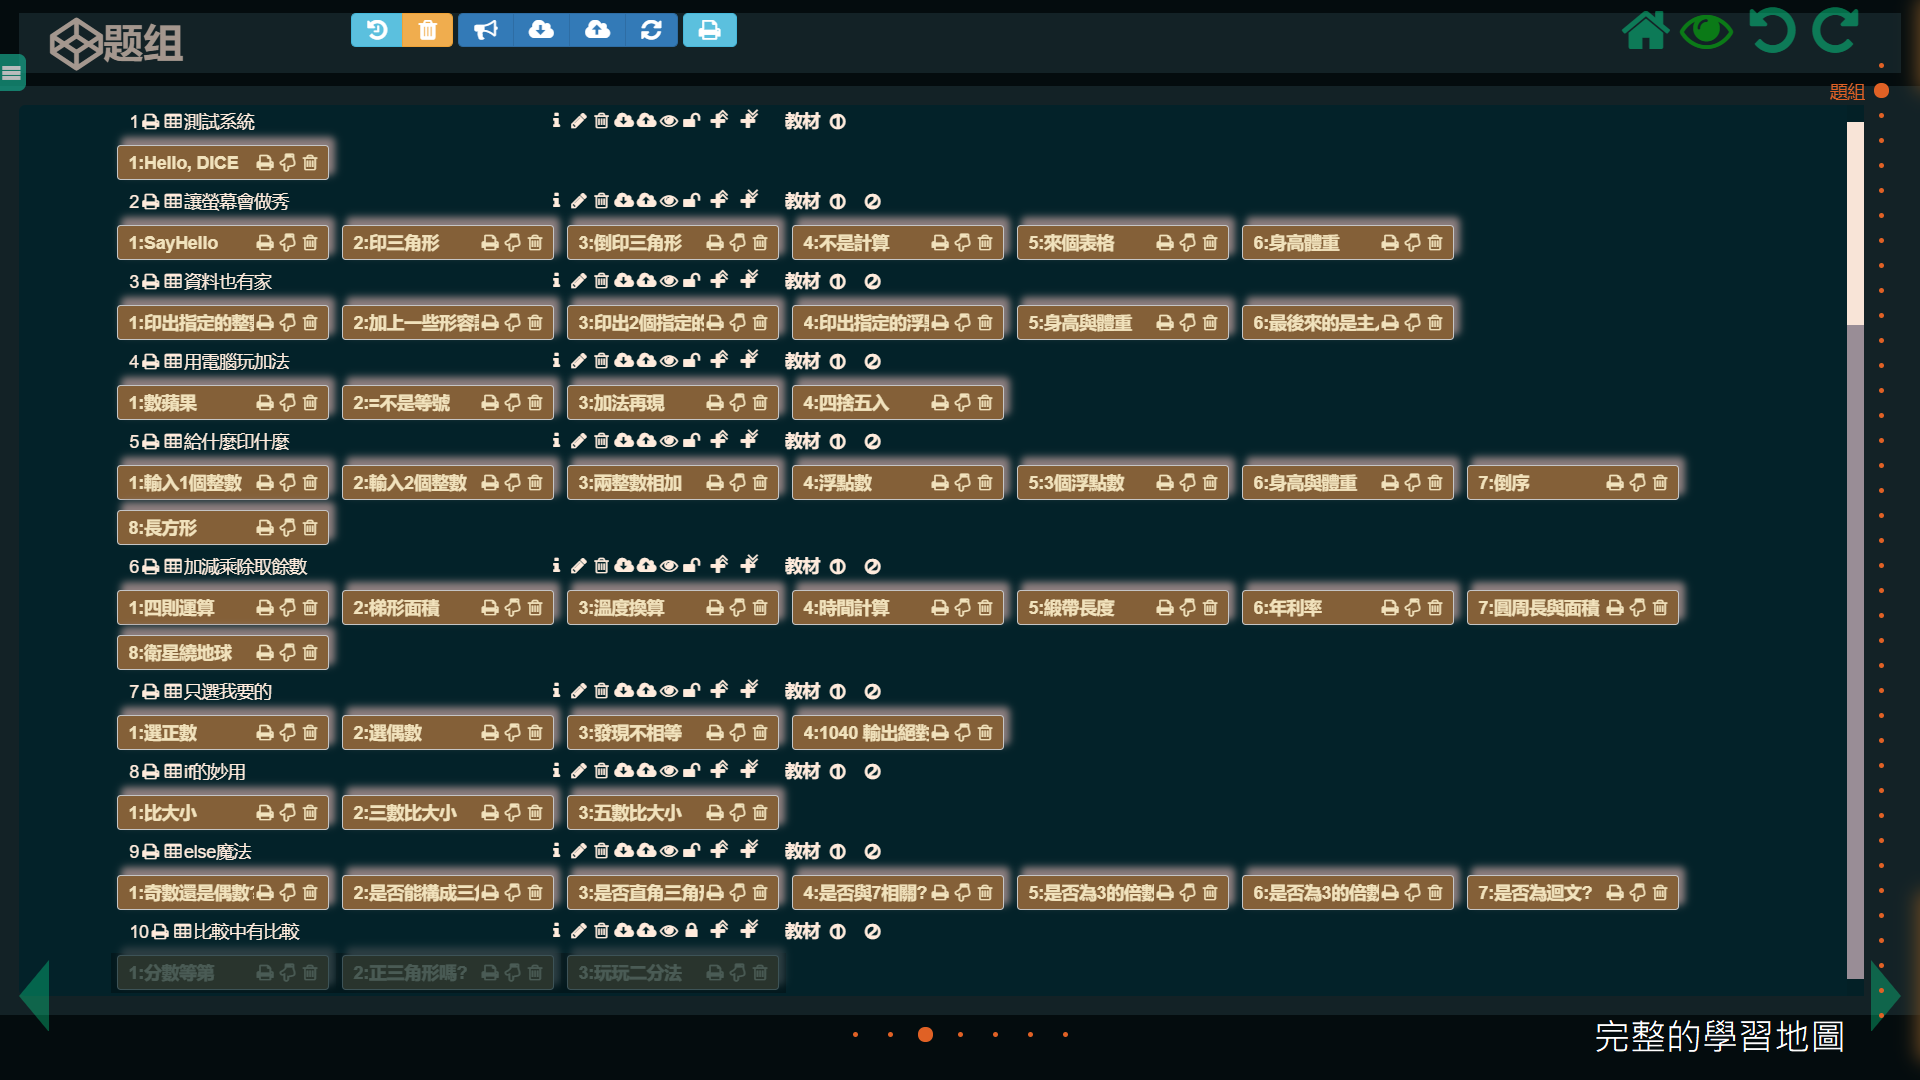 题组
題組
1 測試系統 教材
1:Hello, DICE
2 讓螢幕會做秀 教材
1:SayHello 2:印三角形 3:倒印三角形 4:不是計算 5:來個表格 6:身高體重
3 資料也有家 教材
1:印出指定的整 2:加上一些形容 3:印出2個指定的 4:印出指定的浮 5:身高與體重 6:最後來的是主
4 用電腦玩加法 教材
1:數蘋果 2:=不是等號 3:加法再現 4:四捨五入
5 給什麼印什麼 教材
1:輸入1個整數 2:輸入2個整數 3:兩整數相加 4:浮點數 5:3個浮點數 6:身高與體重 7:倒序
8:長方形
6 加減乘除取餘數 教材
1:四則運算 2:梯形面積 3:溫度換算 4:時間計算 5:緞帶長度 6:年利率 7:圓周長與面積
8:衛星繞地球
7 只選我要的 教材
1:選正數 2:選偶數 3:發現不相等 4:1040 輸出絕
8 if的妙用 教材
1:比大小 2:三數比大小 3:五數比大小
9 else魔法 教材
1:奇數還是偶數? 2:是否能構成三 3:是否直角三角 4:是否與7相關? 5:是否為3的倍數 6:是否為3的倍數 7:是否為迴文?
10 比較中有比較 教材
1:分數等第 2:正三角形嗎? 3:玩玩二分法
完整的學習地圖